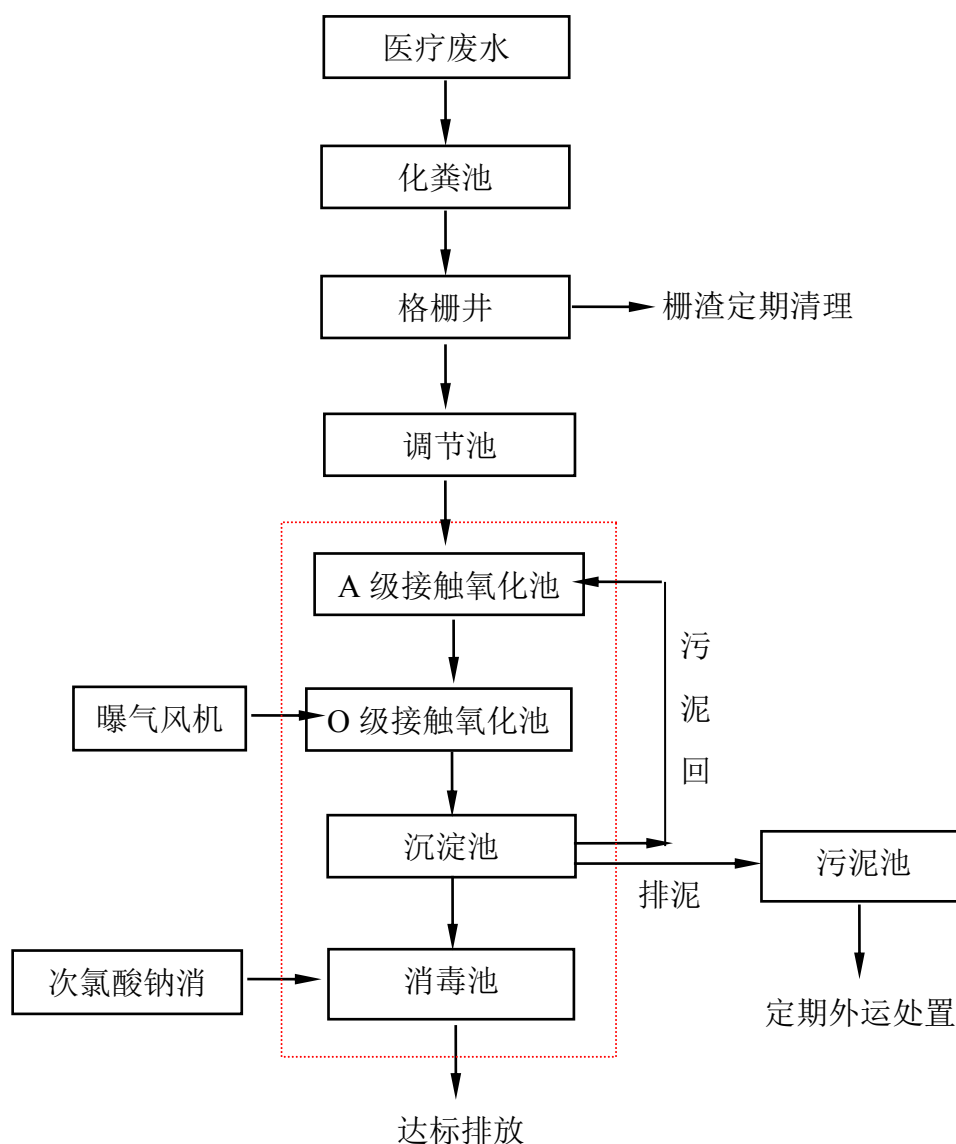 医疗废水
化粪池
格栅井
栅渣定期清理
调节池
A 级接触氧化池
污
泥
回
曝气风机
O 级接触氧化池
沉淀池
污泥池
排泥
次氯酸钠消
消毒池
定期外运处置
达标排放